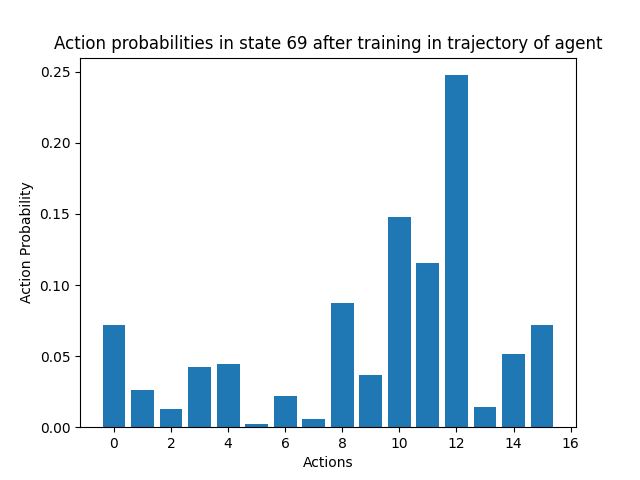 Action probabilities in state 69 after training in trajectory of agent
0.25
0.20
0.15
0.10
0.05
0.00
Action Probability
0 2 4 6 8 10 12 14 16
Actions